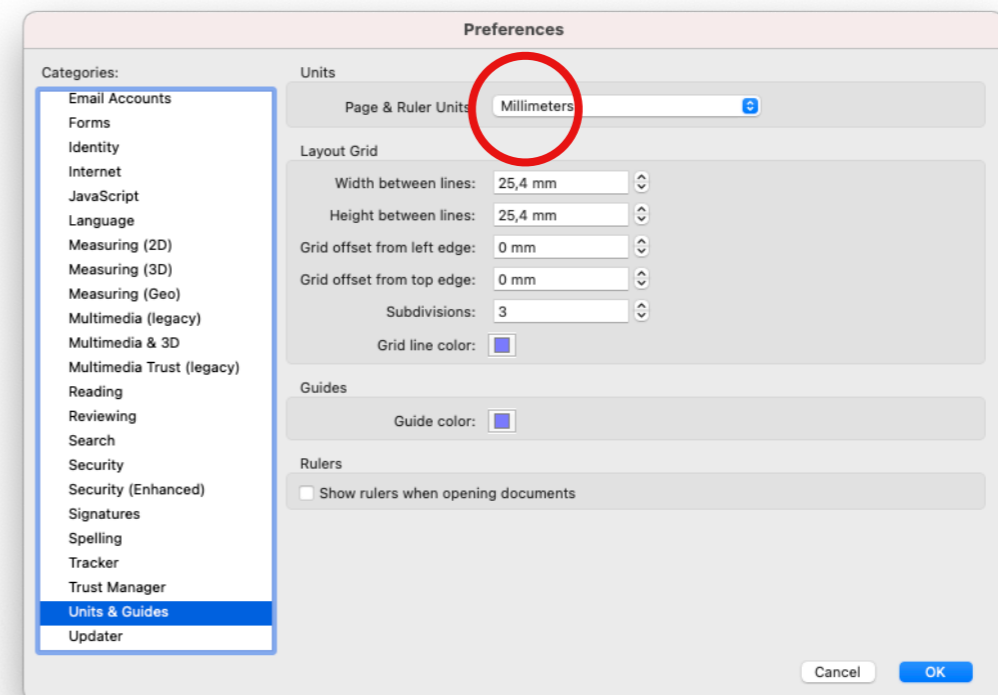 Preferences
Categories:
Email Accounts
Forms
Identity
Internet
JavaScript
Language
Measuring (2D)
Measuring (3D)
Measuring (Geo)
Multimedia (legacy)
Multimedia & 3D
Multimedia Trust (legacy)
Reading
Reviewing
Search
Security
Security (Enhanced)
Signatures
Spelling
Tracker
Trust Manager
Units & Guides
Updater
Units
Page & Ruler Units Millimeters
Layout Grid
Width between lines: 25,4 mm
Height between lines: 25,4 mm
Grid offset from left edge: 0 mm
Grid offset from top edge: 0 mm
Subdivisions: 3
Grid line color:
Guides
Guide color:
Rulers
Show rulers when opening documents
Cancel OK